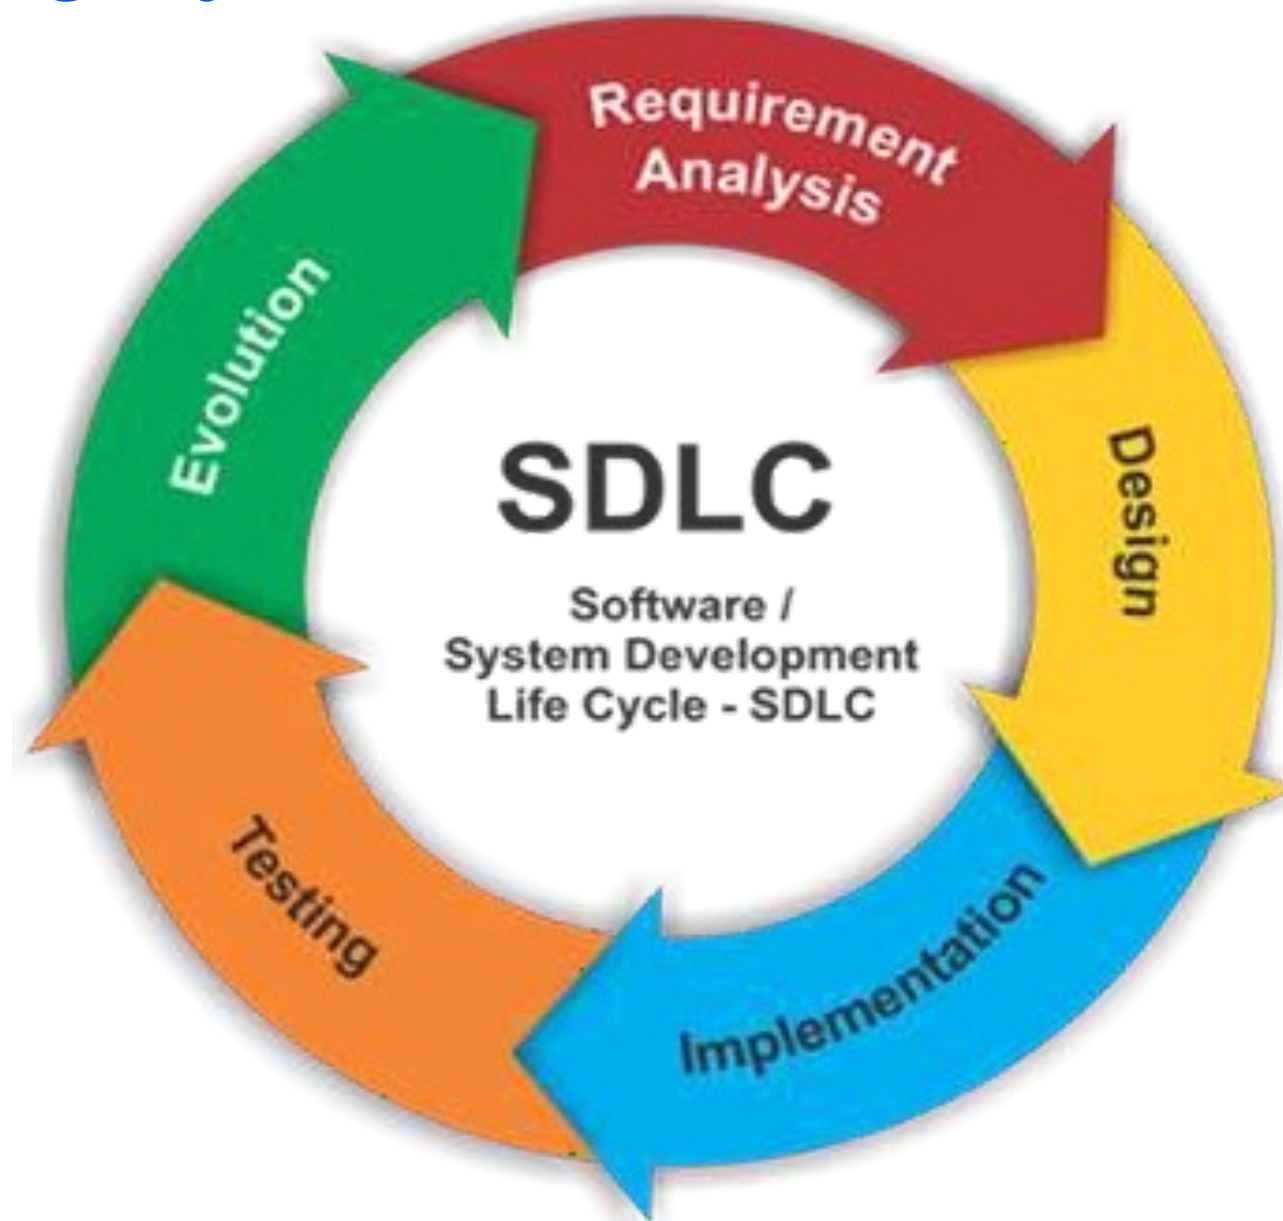 Requirement
Analysis
Design
Implementation
Testing
Evolution
SDLC
Software /
System Development
Life Cycle - SDLC